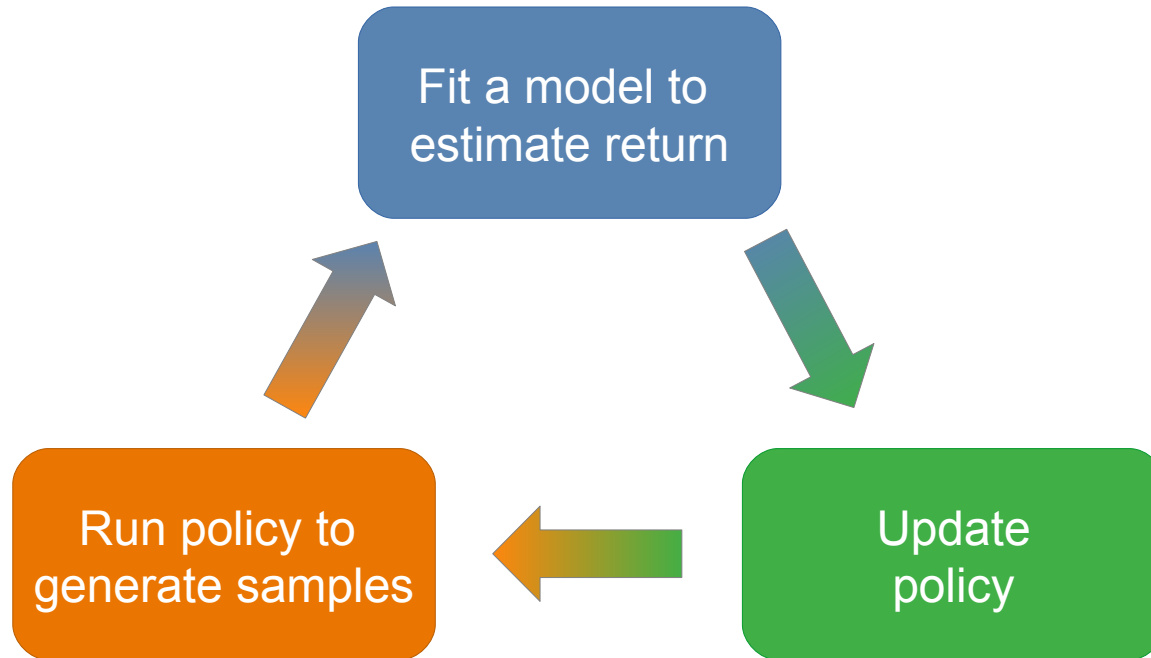 Fit a model to
estimate return
Run policy to
generate samples
Update
policy